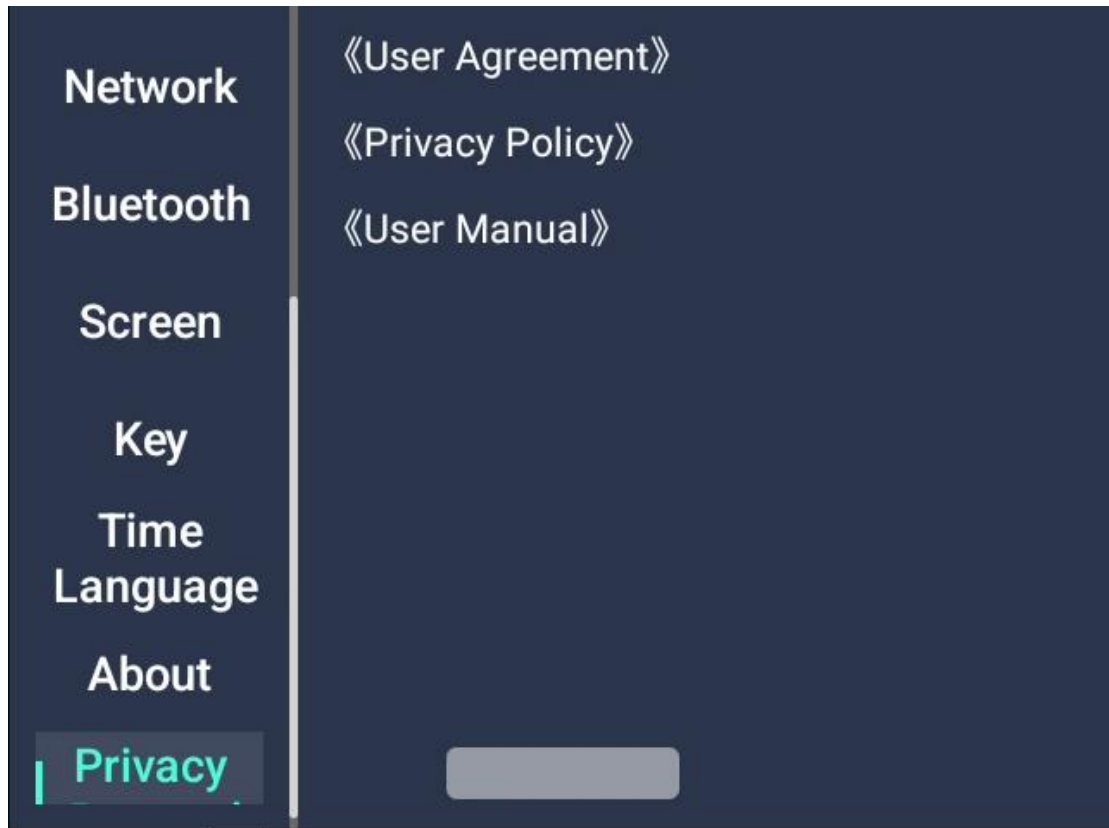 Network
Bluetooth
Screen
Key
Time
Language
About
Privacy
《User Agreement》
《Privacy Policy》
《User Manual》